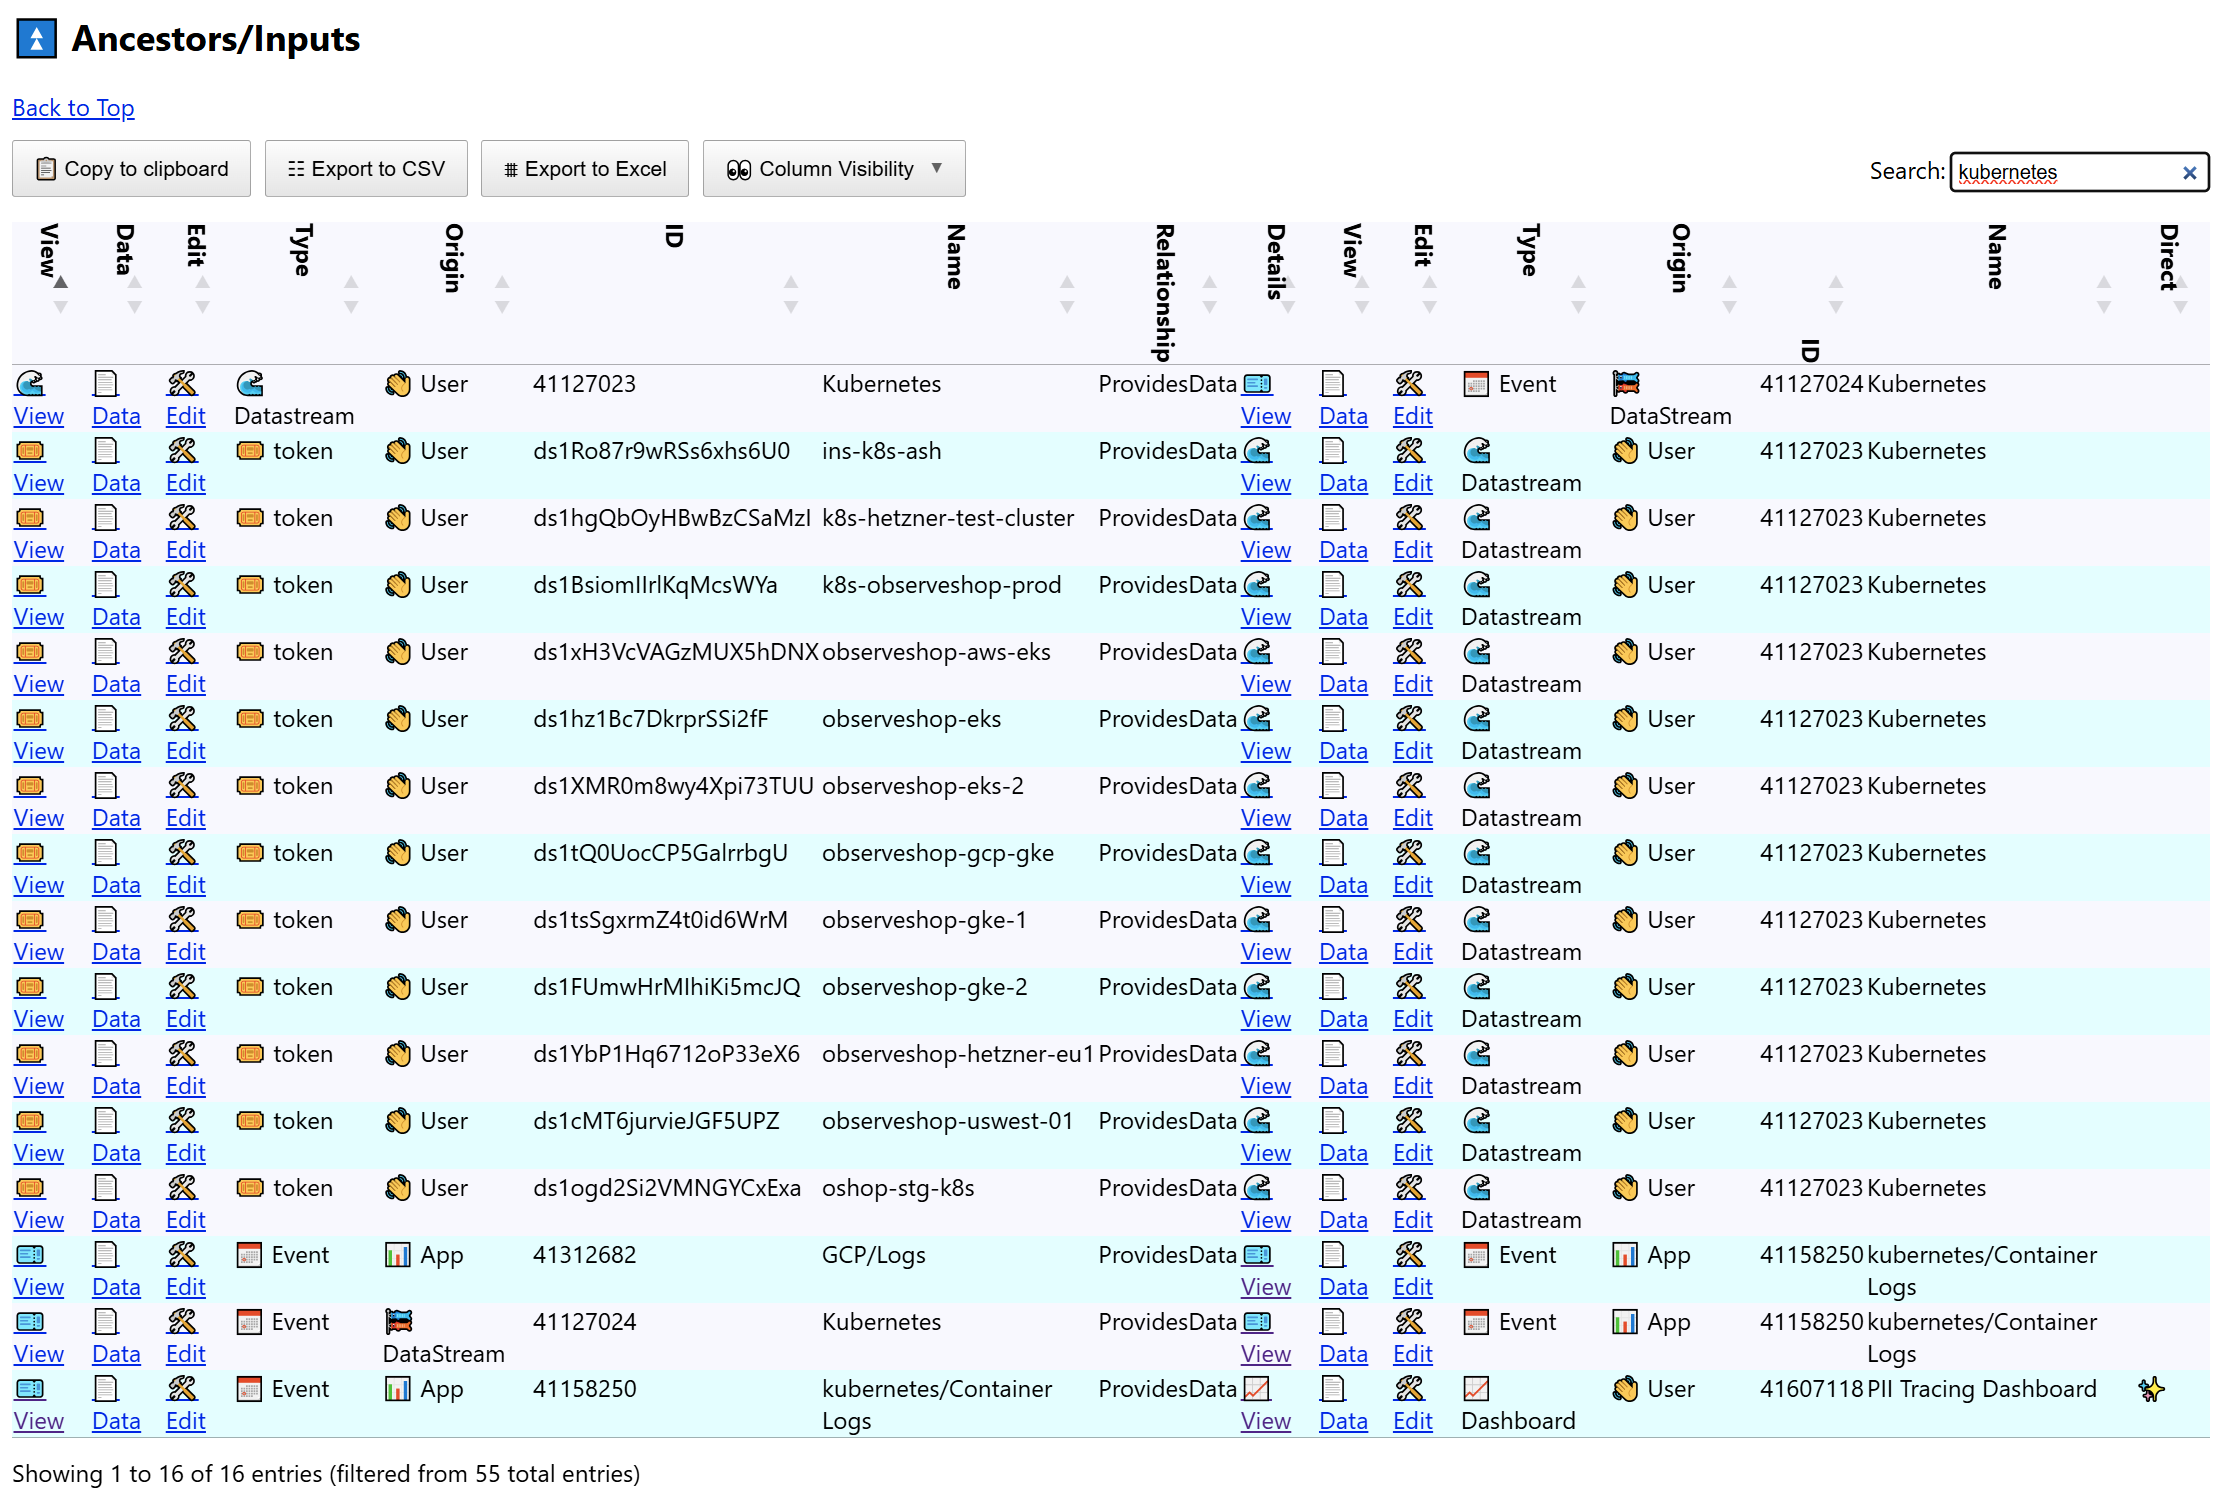 Ancestors/Inputs
Back to Top
Copy to clipboard Export to CSV Export to Excel Column Visibility ▼ Search: kubernetes
View Data Edit Type Origin ID Name Relationship Details View Edit Type Origin ID Name Direct
User 41127023 Kubernetes ProvidesData Event 41127024 Kubernetes
View Data Edit Datastream View Data Edit DataStream
token User ds1Ro87r9wRSs6xhs6U0 ins-k8s-ash ProvidesData User 41127023 Kubernetes
View Data Edit View Data Edit Datastream
token User ds1hgQbOyHBwBzCSaMzI k8s-hetzner-test-cluster ProvidesData User 41127023 Kubernetes
View Data Edit View Data Edit Datastream
token User ds1BsiomIIrlKqMcsWYa k8s-observeshop-prod ProvidesData User 41127023 Kubernetes
View Data Edit View Data Edit Datastream
token User ds1xH3VcVAGzMUX5hDNX observeshop-aws-eks ProvidesData User 41127023 Kubernetes
View Data Edit View Data Edit Datastream
token User ds1hz1Bc7DkrprSSi2fF observeshop-eks ProvidesData User 41127023 Kubernetes
View Data Edit View Data Edit Datastream
token User ds1XMR0m8wy4Xpi73TUU observeshop-eks-2 ProvidesData User 41127023 Kubernetes
View Data Edit View Data Edit Datastream
token User ds1tQ0UocCP5GalrrbgU observeshop-gcp-gke ProvidesData User 41127023 Kubernetes
View Data Edit View Data Edit Datastream
token User ds1tsSgxrmZ4t0id6WrM observeshop-gke-1 ProvidesData User 41127023 Kubernetes
View Data Edit View Data Edit Datastream
token User ds1FUmwHrMIhiKi5mcJQ observeshop-gke-2 ProvidesData User 41127023 Kubernetes
View Data Edit View Data Edit Datastream
token User ds1YbP1Hq6712oP33eX6 observeshop-hetzner-eu1 ProvidesData User 41127023 Kubernetes
View Data Edit View Data Edit Datastream
token User ds1cMT6jurvieJGF5UPZ observeshop-uswest-01 ProvidesData User 41127023 Kubernetes
View Data Edit View Data Edit Datastream
token User ds1ogd2Si2VMNGYCxExa oshop-stg-k8s ProvidesData User 41127023 Kubernetes
View Data Edit View Data Edit Datastream
Event App 41312682 GCP/Logs ProvidesData Event App 41158250 kubernetes/Container
View Data Edit View Data Edit Logs
Event 41127024 Kubernetes ProvidesData Event App 41158250 kubernetes/Container
View Data Edit DataStream View Data Edit Logs
Event App 41158250 kubernetes/Container ProvidesData User 41607118 PII Tracing Dashboard
View Data Edit Logs View Data Edit Dashboard
Showing 1 to 16 of 16 entries (filtered from 55 total entries)